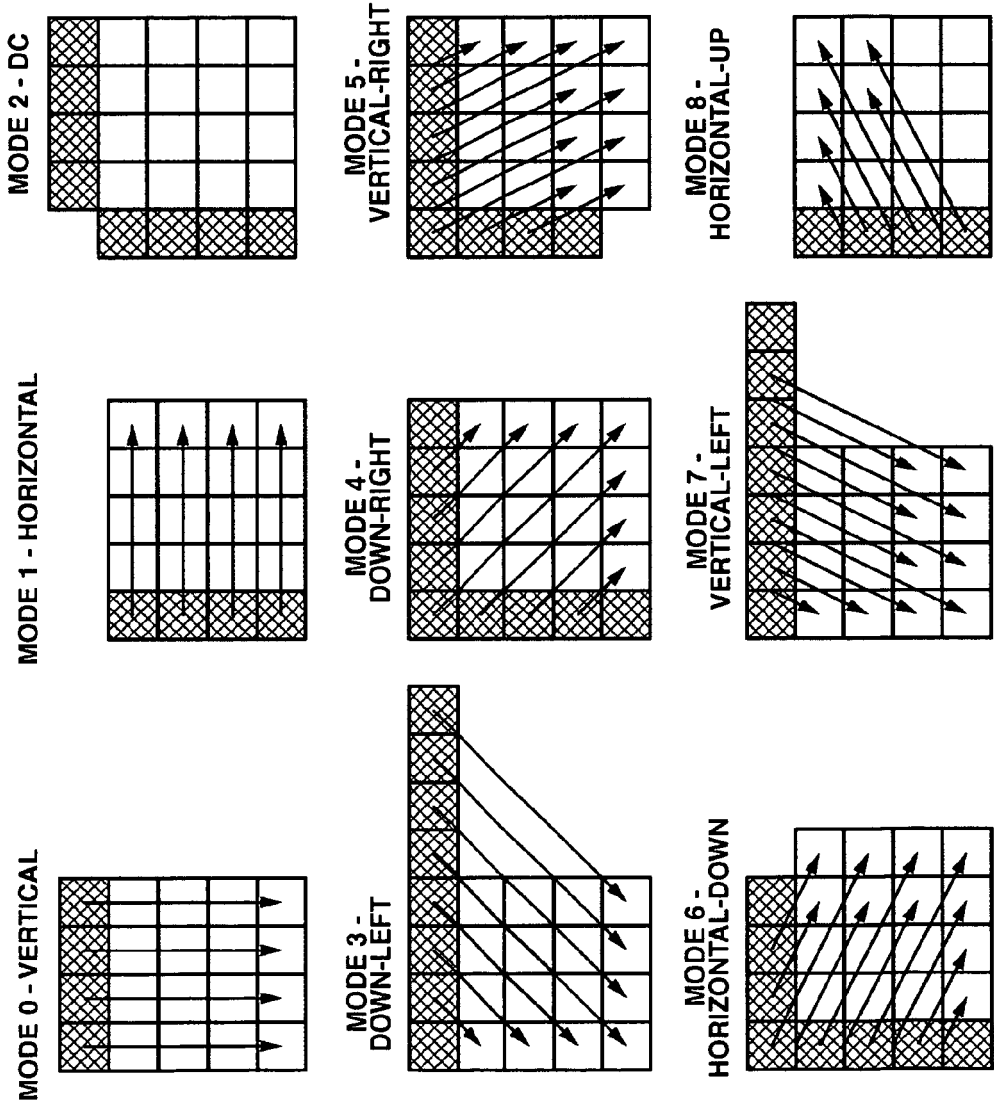 MODE 0 - VERTICAL
MODE 1 - HORIZONTAL
MODE 2 - DC
MODE 3 -
DOWN-LEFT
MODE 4 -
DOWN-RIGHT
MODE 5 -
VERTICAL-RIGHT
MODE 6 -
HORIZONTAL-DOWN
MODE 7 -
VERTICAL-LEFT
MODE 8 -
HORIZONTAL-UP